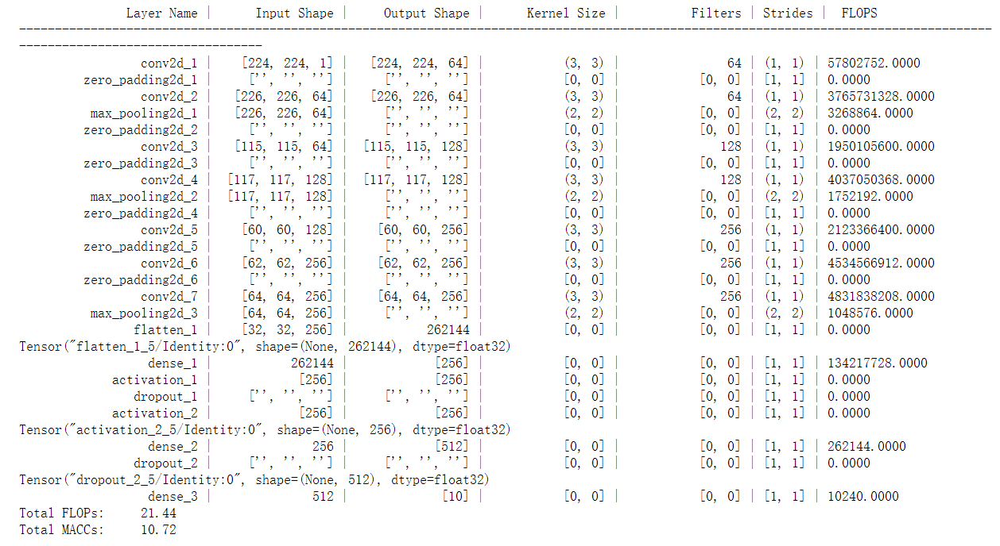 Layer Name | Input Shape | Output Shape | Kernel Size | Filters | Strides | FLOPS
----------------------------------------------------------------------------------------------------------------------------------------
----------------------------------
conv2d_1 | [224, 224, 1] | [224, 224, 64] | (3, 3) | 64 | (1, 1) | 57802752.0000
zero_padding2d_1 | ['', '', ''] | ['', '', ''] | [0, 0] | [0, 0] | [1, 1] | 0.0000
conv2d_2 | [226, 226, 64] | [226, 226, 64] | (3, 3) | 64 | (1, 1) | 3765731328.0000
max_pooling2d_1 | [226, 226, 64] | ['', '', ''] | (2, 2) | [0, 0] | (2, 2) | 3268864.0000
zero_padding2d_2 | ['', '', ''] | ['', '', ''] | [0, 0] | [0, 0] | [1, 1] | 0.0000
conv2d_3 | [115, 115, 64] | [115, 115, 128] | (3, 3) | 128 | (1, 1) | 1950105600.0000
zero_padding2d_3 | ['', '', ''] | ['', '', ''] | [0, 0] | [0, 0] | [1, 1] | 0.0000
conv2d_4 | [117, 117, 128] | [117, 117, 128] | (3, 3) | 128 | (1, 1) | 4037050368.0000
max_pooling2d_2 | [117, 117, 128] | ['', '', ''] | (2, 2) | [0, 0] | (2, 2) | 1752192.0000
zero_padding2d_4 | ['', '', ''] | ['', '', ''] | [0, 0] | [0, 0] | [1, 1] | 0.0000
conv2d_5 | [60, 60, 128] | [60, 60, 256] | (3, 3) | 256 | (1, 1) | 2123366400.0000
zero_padding2d_5 | ['', '', ''] | ['', '', ''] | [0, 0] | [0, 0] | [1, 1] | 0.0000
conv2d_6 | [62, 62, 256] | [62, 62, 256] | (3, 3) | 256 | (1, 1) | 4534566912.0000
zero_padding2d_6 | ['', '', ''] | ['', '', ''] | [0, 0] | [0, 0] | [1, 1] | 0.0000
conv2d_7 | [64, 64, 256] | [64, 64, 256] | (3, 3) | 256 | (1, 1) | 4831838208.0000
max_pooling2d_3 | [64, 64, 256] | ['', '', ''] | (2, 2) | [0, 0] | (2, 2) | 1048576.0000
flatten_1 | [32, 32, 256] | 262144 | [0, 0] | [0, 0] | [1, 1] | 0.0000
Tensor("flatten_1_5/Identity:0", shape=(None, 262144), dtype=float32)
dense_1 | 262144 | [256] | [0, 0] | [0, 0] | [1, 1] | 134217728.0000
activation_1 | [256] | [256] | [0, 0] | [0, 0] | [1, 1] | 0.0000
dropout_1 | ['', '', ''] | ['', '', ''] | [0, 0] | [0, 0] | [1, 1] | 0.0000
activation_2 | [256] | [256] | [0, 0] | [0, 0] | [1, 1] | 0.0000
Tensor("activation_2_5/Identity:0", shape=(None, 256), dtype=float32)
dense_2 | 256 | [512] | [0, 0] | [0, 0] | [1, 1] | 262144.0000
dropout_2 | ['', '', ''] | ['', '', ''] | [0, 0] | [0, 0] | [1, 1] | 0.0000
Tensor("dropout_2_5/Identity:0", shape=(None, 512), dtype=float32)
dense_3 | 512 | [10] | [0, 0] | [0, 0] | [1, 1] | 10240.0000
Total FLOPs: 21.44
Total MACCs: 10.72